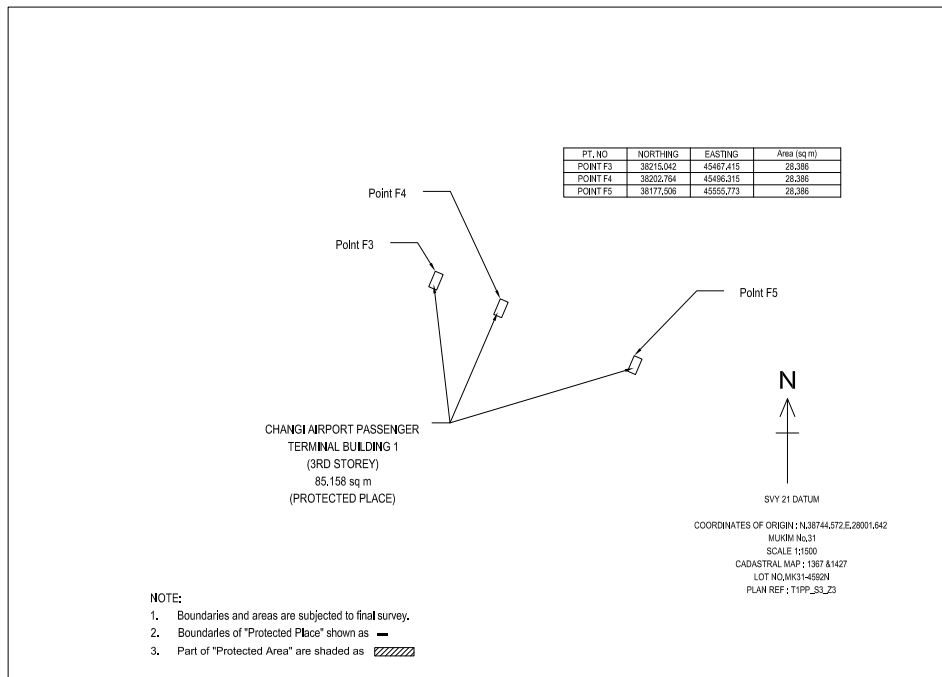 PT. NO NORTHING EASTING Area (sq m)
POINT F3 38215.042 45467.415 28.386
POINT F4 38202.764 45496.315 28.386
POINT F5 38177.506 45555.773 28.386
Point F4
Point F3
Point F5
N
CHANGI AIRPORT PASSENGER
TERMINAL BUILDING 1
(3RD STOREY)
85.158 sq m
(PROTECTED PLACE)
SVY 21 DATUM
COORDINATES OF ORIGIN : N.38744.572,E.28001.642
MUKIM No.31
SCALE 1:1500
CADASTRAL MAP : 1367 &1427
LOT NO.MK31-4592N
PLAN REF : T1PP_S3_Z3
NOTE:
1. Boundaries and areas are subjected to final survey.
2. Boundaries of "Protected Place" shown as
3. Part of "Protected Area" are shaded as